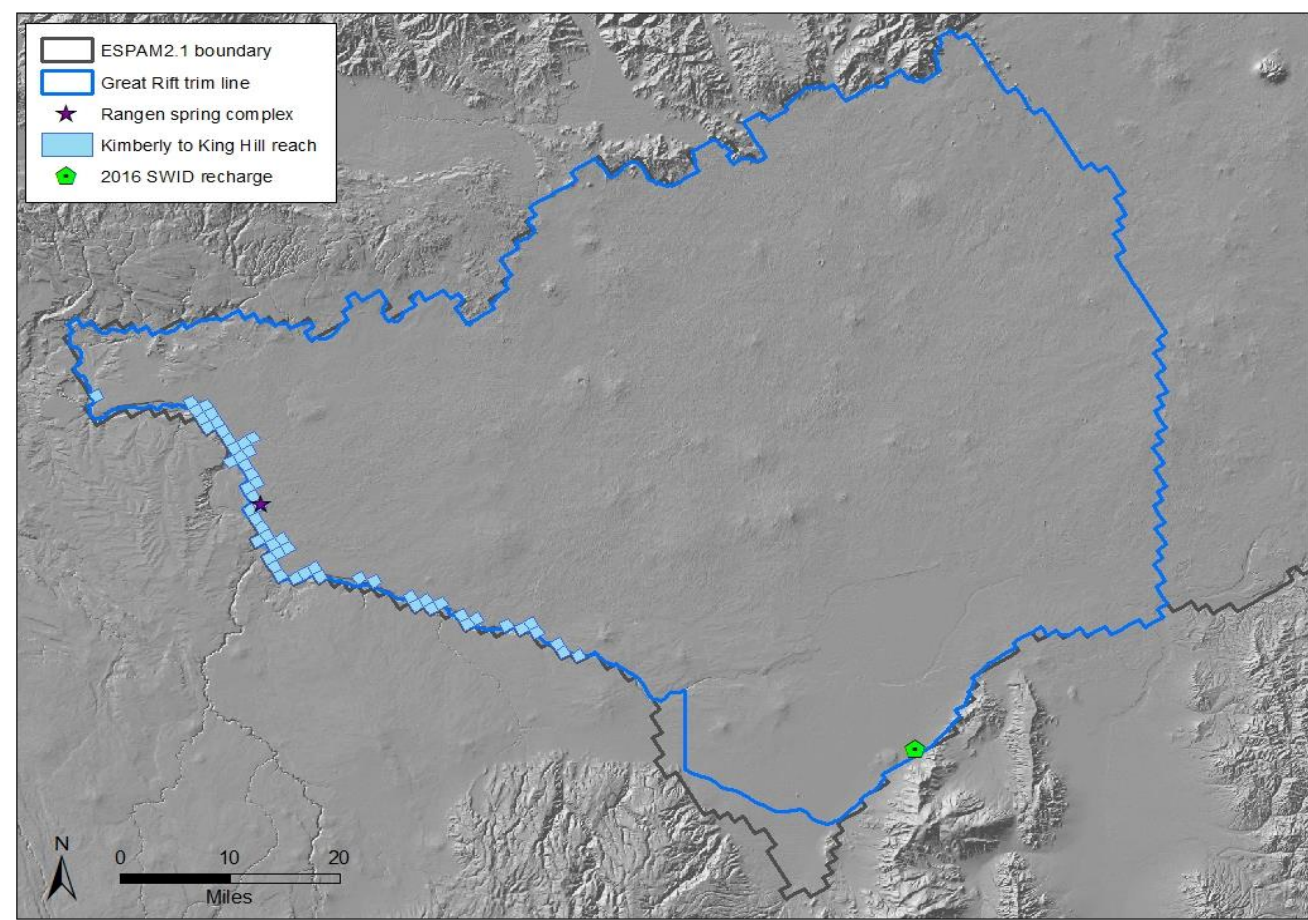 ESPAM2.1 boundary
Great Rift trim line
Rangen spring complex
Kimberly to King Hill reach
2016 SWID recharge
N
0 10 20
Miles